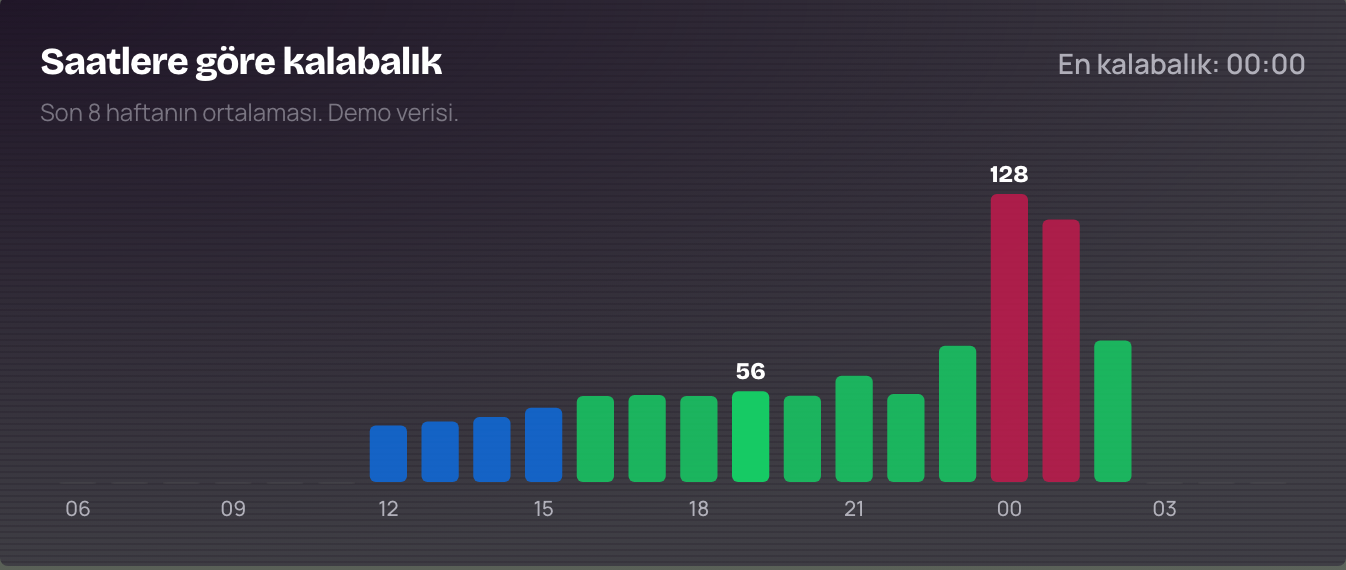 Saatlere göre kalabalık
En kalabalık: 00:00
Son 8 haftanın ortalaması. Demo verisi.
128
56
06 09 12 15 18 21 00 03